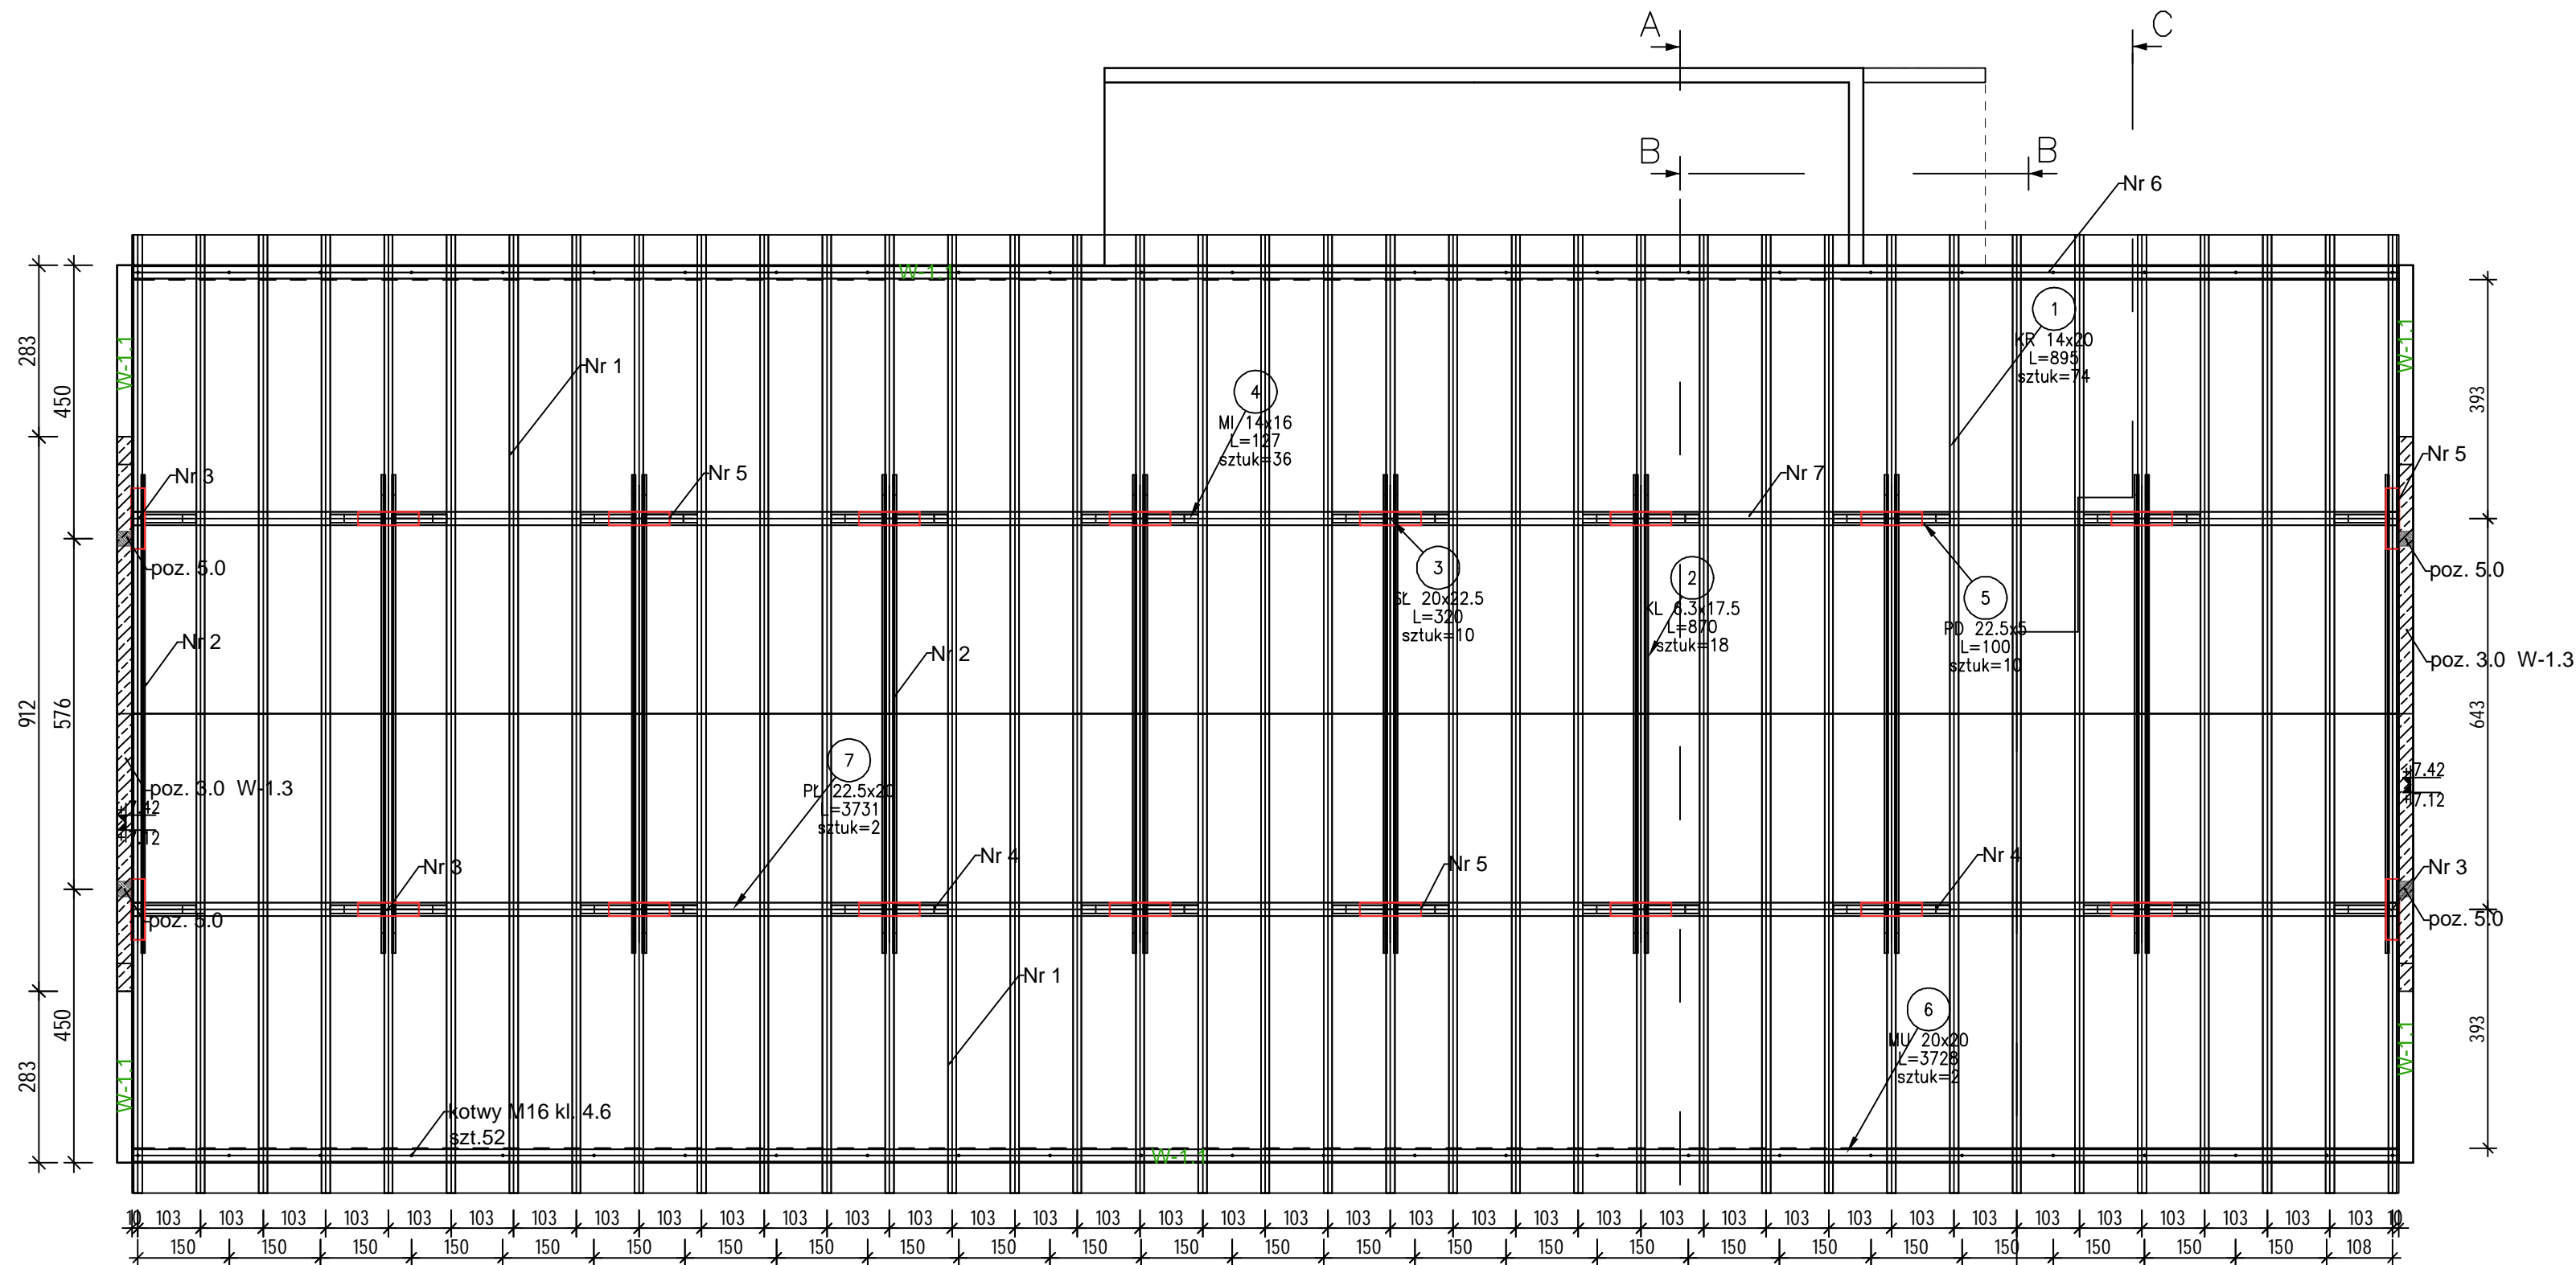 A
C
B
B
Nr 6
W-1.1
1
KR 14x20
L=895
sztuk=74
W-1.1
W-1.1
283
450
393
Nr 1
4
MI 14x16
L=127
sztuk=36
Nr 3
Nr 5
Nr 7
Nr 5
poz. 5.0
3
SŁ 20x22.5
L=320
sztuk=10
2
KL 6.3x17.5
L=870
sztuk=18
5
PD 22.5x5
L=100
sztuk=10
poz. 5.0
Nr 2
Nr 2
poz. 3.0 W-1.3
912
576
643
7
PŁ 22.5x20
L=3731
sztuk=2
poz. 3.0 W-1.3
+7.42
+7.12
+7.42
+7.12
Nr 3
Nr 4
Nr 5
Nr 4
Nr 3
poz. 5.0
poz. 5.0
Nr 1
6
MU 20x20
L=3728
sztuk=2
450
283
393
W-1.1
W-1.1
kotwy M16 kl. 4.6
szt.52
W-1.1
10 103 103 103 103 103 103 103 103 103 103 103 103 103 103 103 103 103 103 103 103 103 103 103 103 103 103 103 103 103 103 103 103 103 103 103 103 10
150 150 150 150 150 150 150 150 150 150 150 150 150 150 150 150 150 150 150 150 150 150 150 150 108